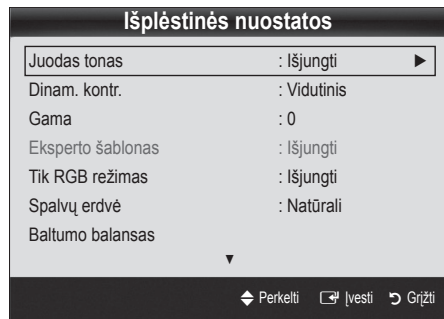 Išplėstinės nuostatos
Juodas tonas : Išjungti ▶
Dinam. kontr. : Vidutinis
Gama : 0
Eksperto šablonas : Išjungti
Tik RGB režimas : Išjungti
Spalvų erdvė : Natūrali
Baltumo balansas
▼
Perkelti Įvesti Grįžti